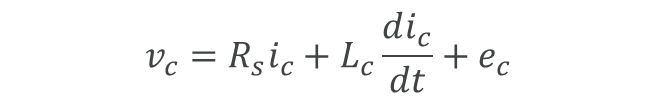 $v_c = R_s i_c + L_c \frac{di_c}{dt} + e_c$